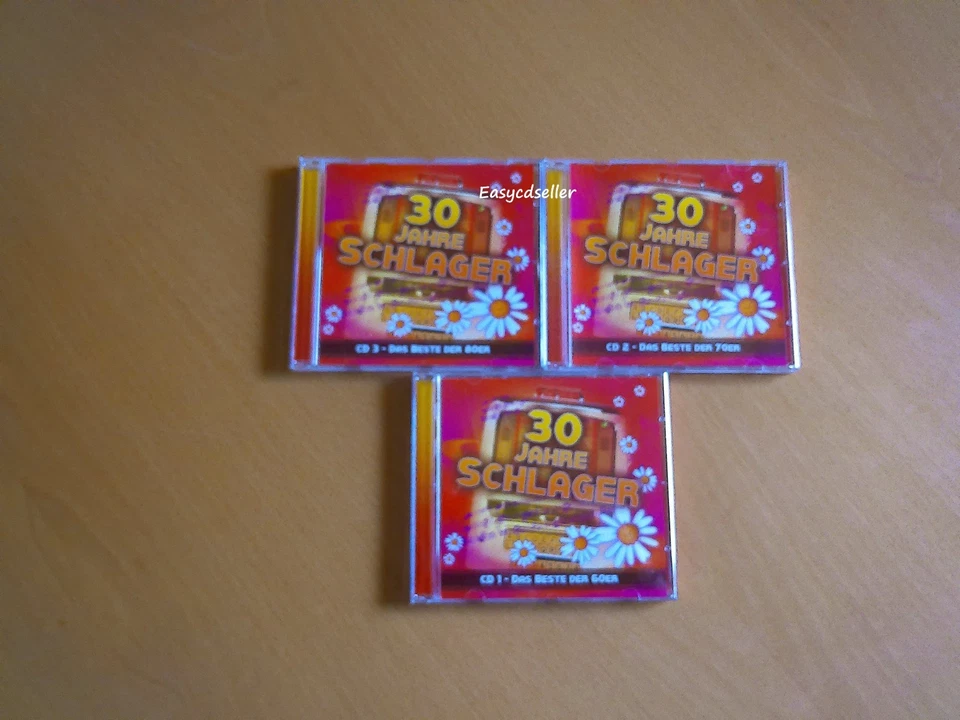 Easycdseller
30
JAHRE
SCHLAGER
CD 3 - DAS BESTE DER 80ER
30
JAHRE
SCHLAGER
CD 2 - DAS BESTE DER 70ER
30
JAHRE
SCHLAGER
CD 1 - DAS BESTE DER 60ER